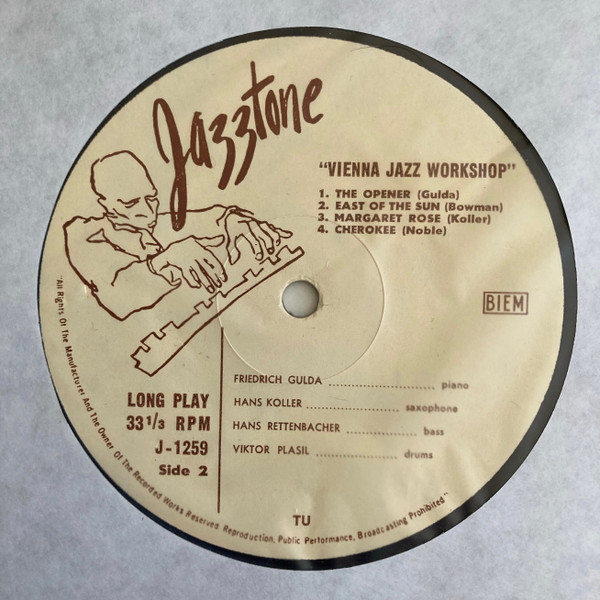 Jazztone
"VIENNA JAZZ WORKSHOP"
1. THE OPENER (Gulda)
2. EAST OF THE SUN (Bowman)
3. MARGARET ROSE (Koller)
4. CHEROKEE (Noble)
BIEM
LONG PLAY
33 1/3 RPM
J-1259
Side 2
FRIEDRICH GULDA ........................ piano
HANS KOLLER ........................ saxophone
HANS RETTENBACHER .................. bass
VIKTOR PLASIL .................. drums
TU
"All Rights Of The Manufacturer And The Owner Of The Recorded Works Reserved. Reproduction, Public Performance, Broadcasting Prohibited"